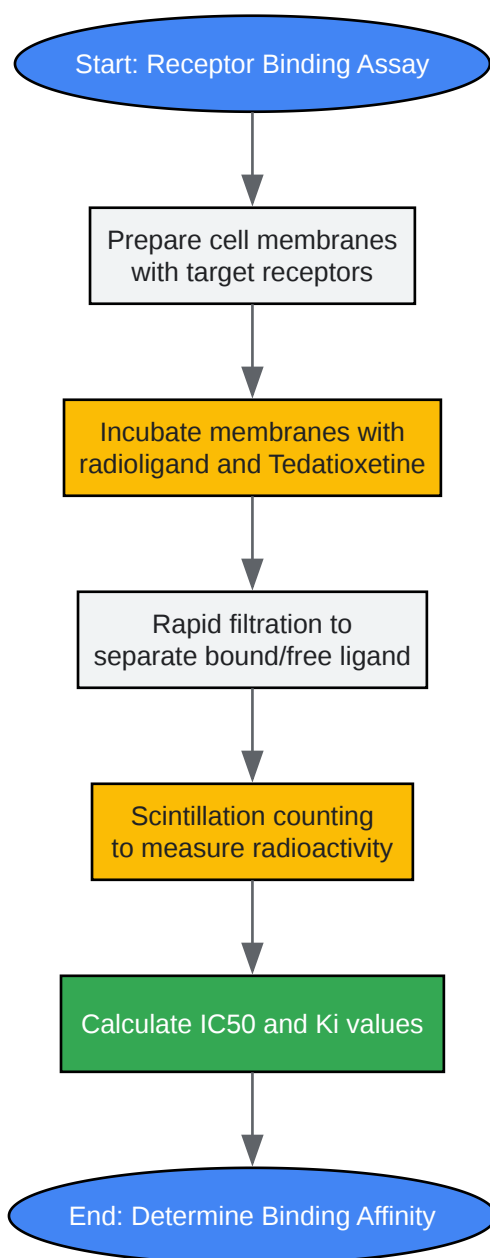 Start: Receptor Binding Assay
Prepare cell membranes
with target receptors
Incubate membranes with
radioligand and Tedatioxetine
Rapid filtration to
separate bound/free ligand
Scintillation counting
to measure radioactivity
Calculate IC50 and Ki values
End: Determine Binding Affinity